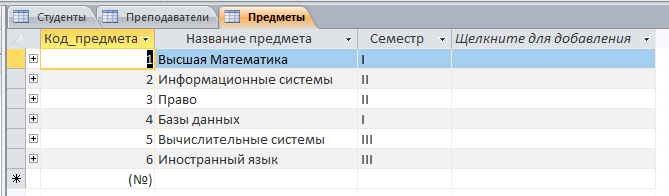 Студенты Преподаватели Предметы
Код_предмета Название предмета Семестр Щелкните для добавления
1 Высшая Математика I
2 Информационные системы II
3 Право II
4 Базы данных I
5 Вычислительные системы III
6 Иностранный язык III
(№)